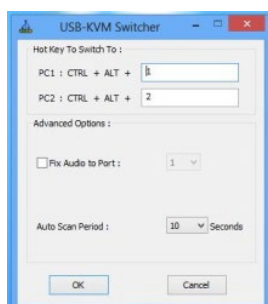 USB-KVM Switcher
Hot Key To Switch To :
PC1 : CTRL + ALT + 1
PC2 : CTRL + ALT + 2
Advanced Options :
Fix Audio to Port : 1
Auto Scan Period : 10 Seconds
OK Cancel